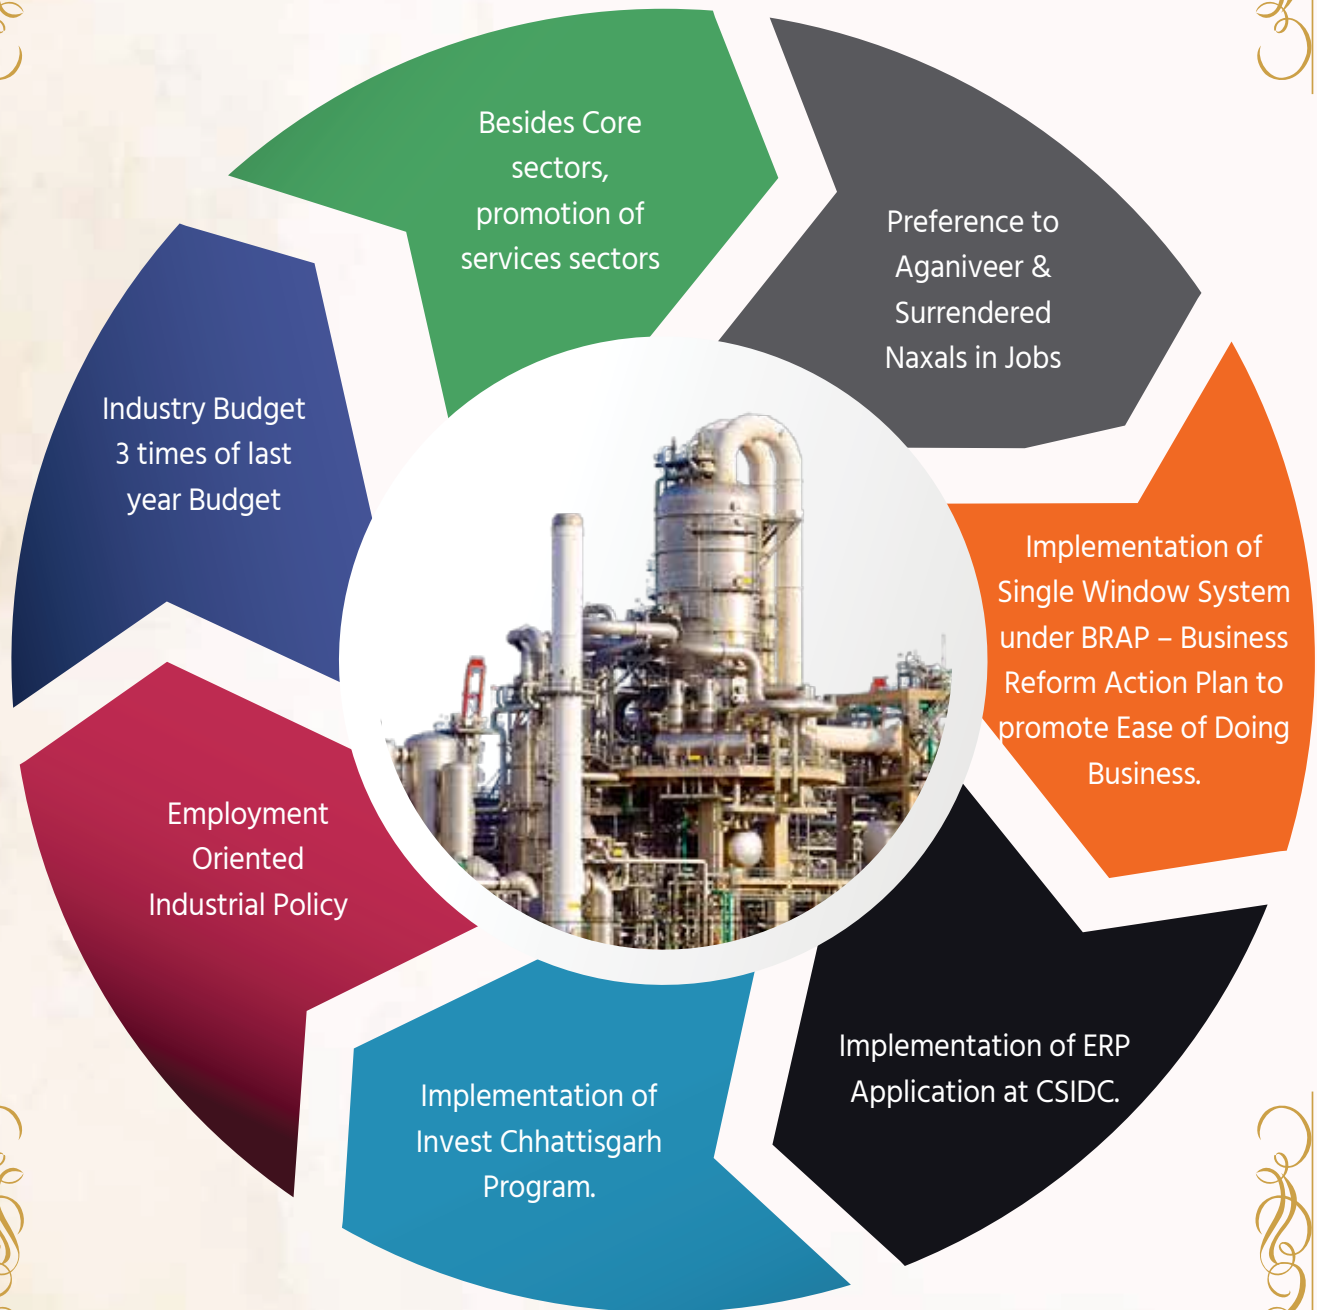 Besides Core
sectors,
promotion of
services sectors
Preference to
Aganiveer &
Surrendered
Naxals in Jobs
Implementation of
Single Window System
under BRAP – Business
Reform Action Plan to
promote Ease of Doing
Business.
Implementation of ERP
Application at CSIDC.
Implementation of
Invest Chhattisgarh
Program.
Employment
Oriented
Industrial Policy
Industry Budget
3 times of last
year Budget